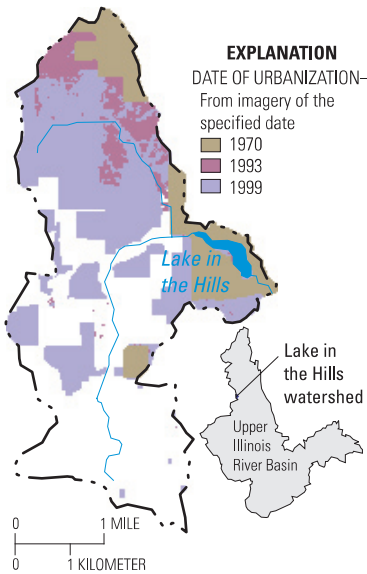 EXPLANATION
DATE OF URBANIZATION–
From imagery of the
specified date
1970
1993
1999
Lake in
the Hills
Lake in
the Hills
watershed
Upper
Illinois
River Basin
0 1 MILE
0 1 KILOMETER